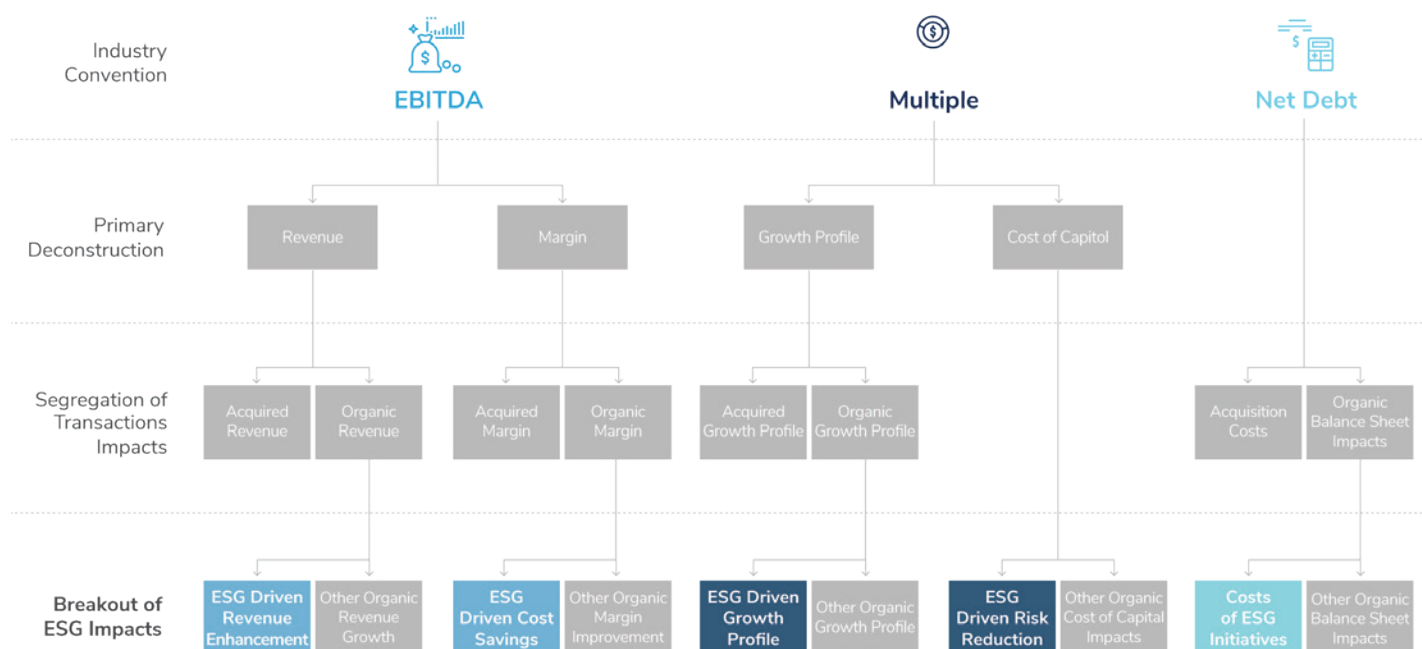 Industry
Convention
EBITDA
Multiple
Net Debt
Primary
Deconstruction
Revenue
Margin
Growth Profile
Cost of Capitol
Segregation of
Transactions
Impacts
Acquired
Revenue
Organic
Revenue
Acquired
Margin
Organic
Margin
Acquired
Growth Profile
Organic
Growth Profile
Acquisition
Costs
Organic
Balance Sheet
Impacts
Breakout of
ESG Impacts
ESG Driven
Revenue
Enhancement
Other Organic
Revenue
Growth
ESG
Driven Cost
Savings
Other Organic
Margin
Improvement
ESG Driven
Growth
Profile
Other Organic
Growth Profile
ESG
Driven Risk
Reduction
Other Organic
Cost of Capital
Impacts
Costs
of ESG
Initiatives
Other Organic
Balance Sheet
Impacts